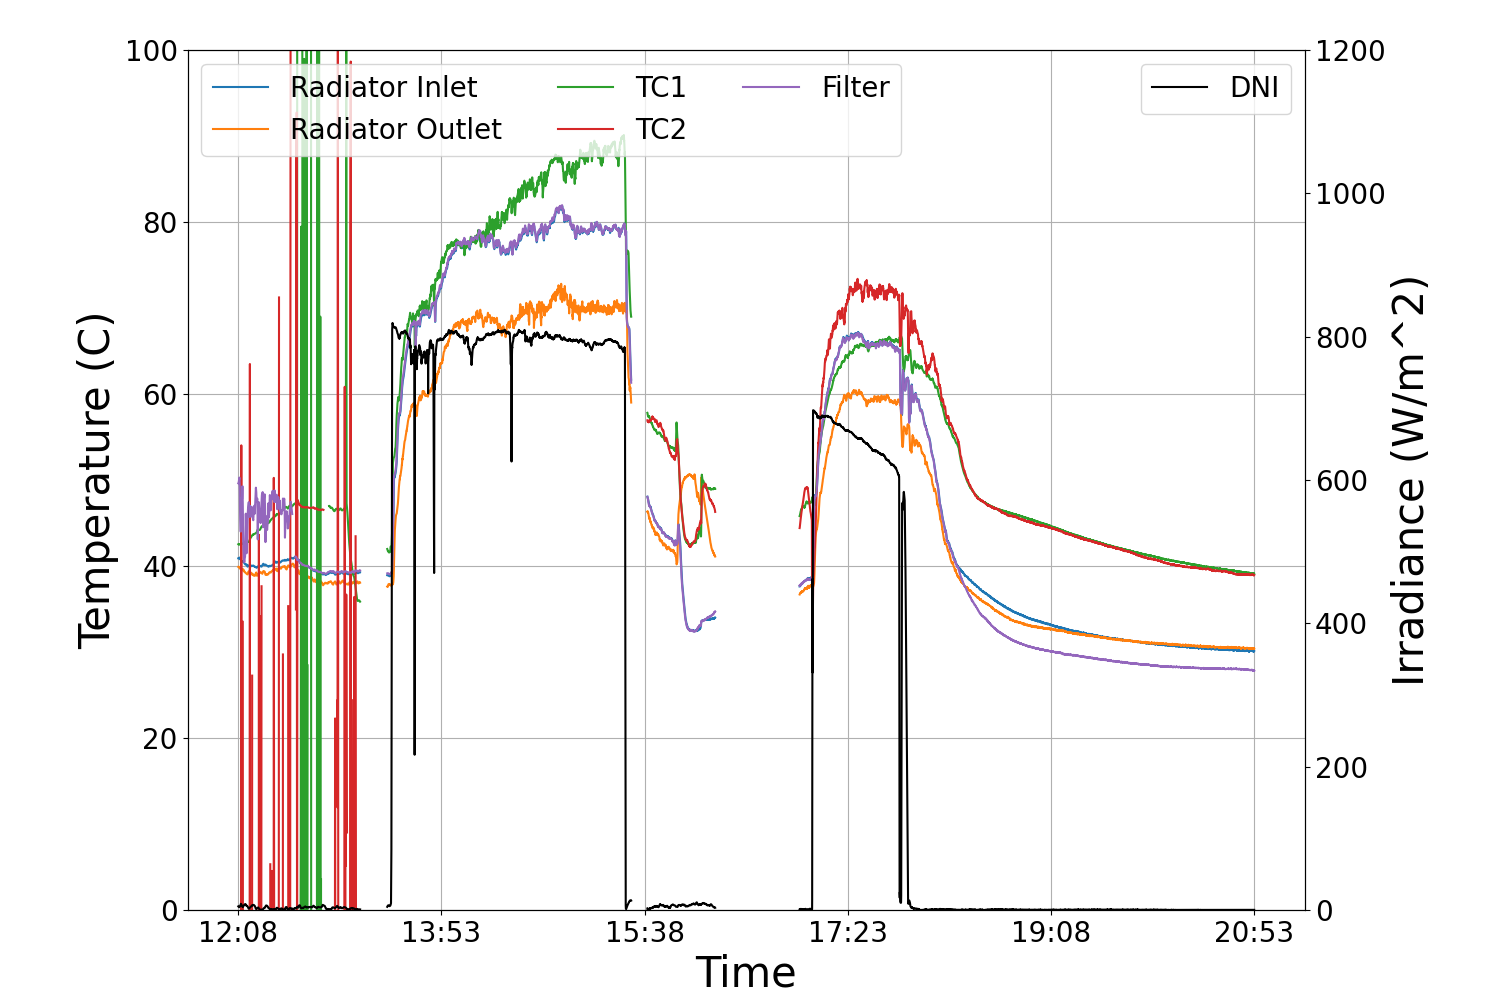 100 1200
Radiator Inlet TC1 Filter DNI
Radiator Outlet TC2
1000
80
800
60
600
40
400
20
200
0 0
12:08 13:53 15:38 17:23 19:08 20:53
Time
Temperature (C)
Irradiance (W/m^2)